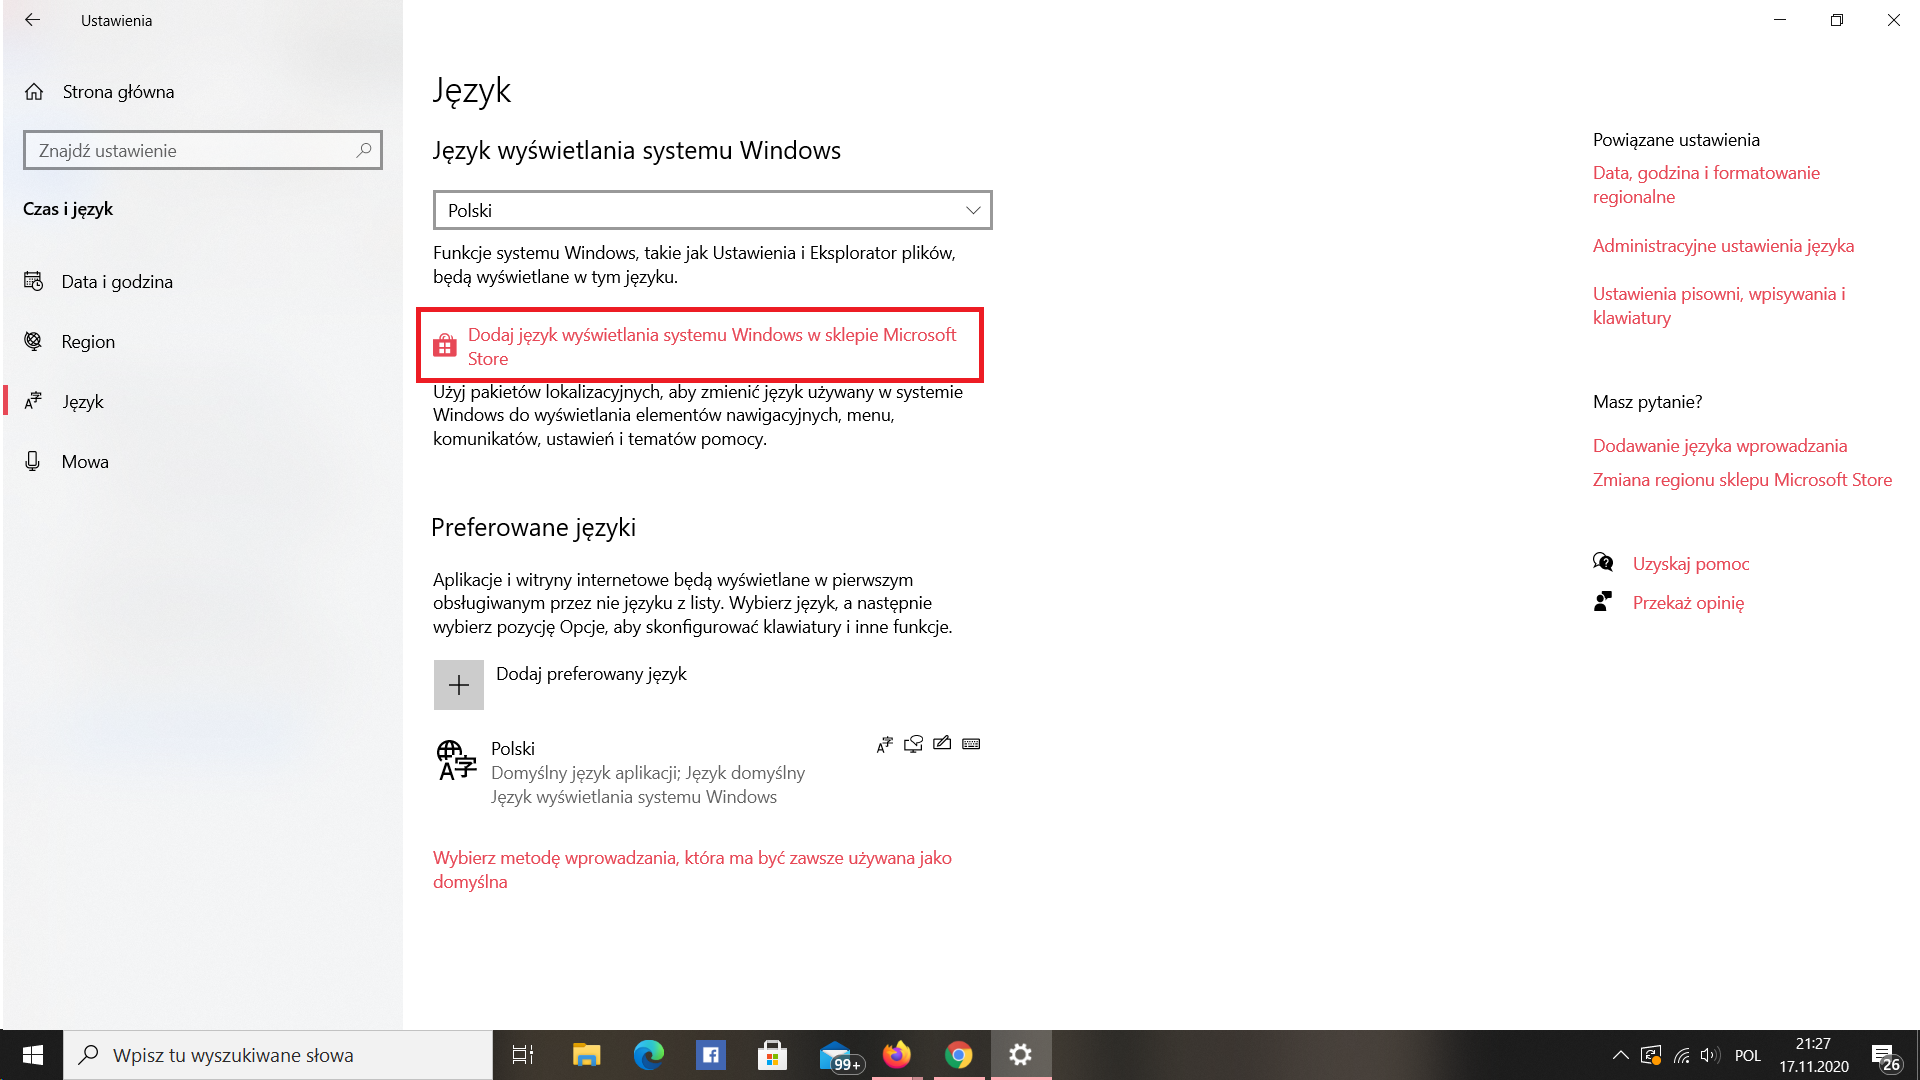 Ustawienia
Strona główna
Znajdź ustawienie
Czas i język
Data i godzina
Region
Język
Mowa
Język
Język wyświetlania systemu Windows
Polski
Funkcje systemu Windows, takie jak Ustawienia i Eksplorator plików,
będą wyświetlane w tym języku.
Dodaj język wyświetlania systemu Windows w sklepie Microsoft
Store
Użyj pakietów lokalizacyjnych, aby zmienić język używany w systemie
Windows do wyświetlania elementów nawigacyjnych, menu,
komunikatów, ustawień i tematów pomocy.
Preferowane języki
Aplikacje i witryny internetowe będą wyświetlane w pierwszym
obsługiwanym przez nie języku z listy. Wybierz język, a następnie
wybierz pozycję Opcje, aby skonfigurować klawiatury i inne funkcje.
Dodaj preferowany język
Polski
Domyślny język aplikacji; Język domyślny
Język wyświetlania systemu Windows
Wybierz metodę wprowadzania, która ma być zawsze używana jako
domyślna
Powiązane ustawienia
Data, godzina i formatowanie
regionalne
Administracyjne ustawienia języka
Ustawienia pisowni, wpisywania i
klawiatury
Masz pytanie?
Dodawanie języka wprowadzania
Zmiana regionu sklepu Microsoft Store
Uzyskaj pomoc
Przekaż opinię
Wpisz tu wyszukiwane słowa
99+
POL
21:27
17.11.2020
26